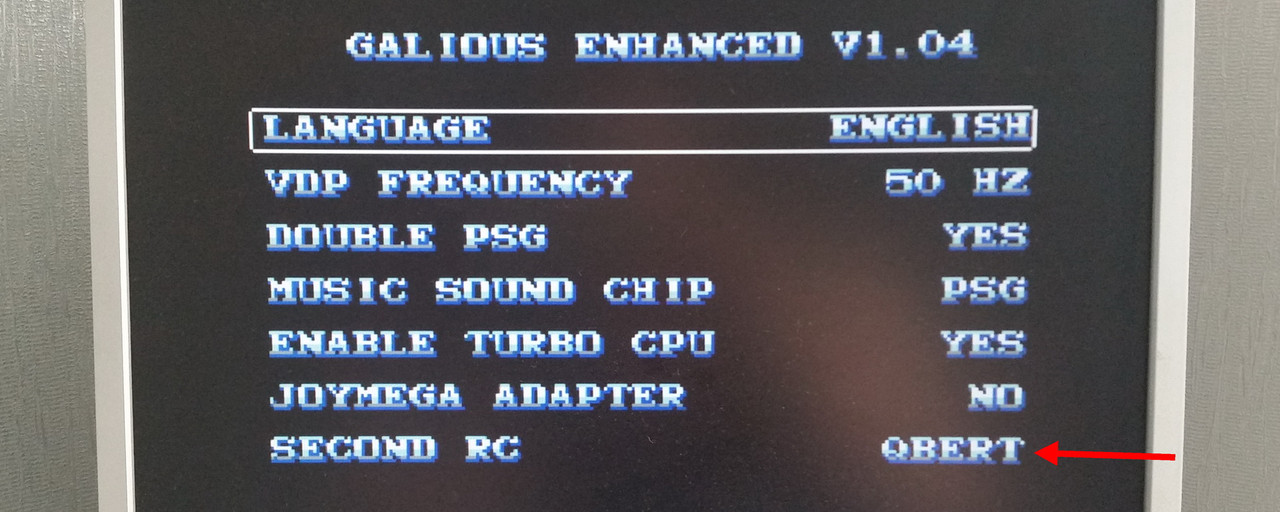 GALIOUS ENHANCED V1.04
LANGUAGE ENGLISH
VDP FREQUENCY 50 HZ
DOUBLE PSG YES
MUSIC SOUND CHIP PSG
ENABLE TURBO CPU YES
JOYMEGA ADAPTER NO
SECOND RC QBERT